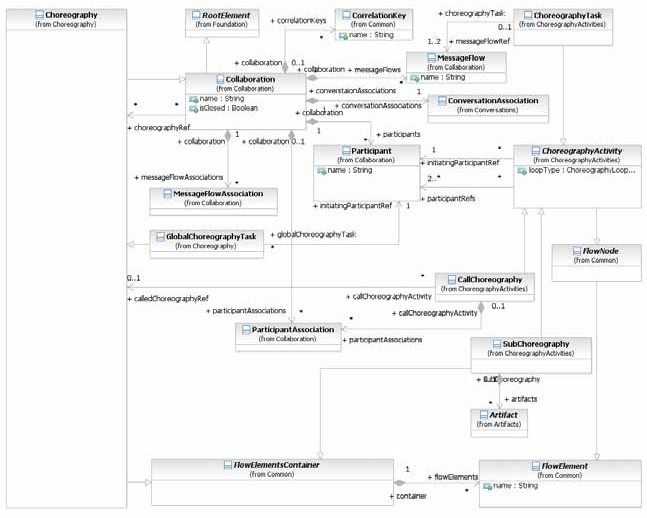 Choreography
(from Choreography)
RootElement
(from Foundation)
+ correlationKeys
*
CorrelationKey
(from Common)
name : String
+ choreographyTask
0..1
ChoreographyTask
(from ChoreographyActivities)
1..2
+ messageFlowRef
+ collaboration
0..1
MessageFlow
(from Collaboration)
name : String
+ collaboration
+ messageFlows
*
Collaboration
(from Collaboration)
name : String
isClosed : Boolean
+ converstaionAssociations
1
+ conversationAssociations
*
ConversationAssociation
(from Conversations)
*
*
+ choreographyRef
+ collaboration
1
+ collaboration
1
+ collaboration
0..1
*
+ participants
Participant
(from Collaboration)
name : String
1
*
+ initiatingParticipantRef
2..*
*
+ participantRefs
ChoreographyActivity
(from ChoreographyActivities)
loopType : ChoreographyLoop...
+ messageFlowAssociations
*
MessageFlowAssociation
(from Collaboration)
+ initiatingParticipantRef
1
GlobalChoreographyTask
(from Choreography)
+ globalChoreographyTask
*
FlowNode
(from Common)
0..1
+ calledChoreographyRef
*
+ callChoreographyActivity
CallChoreography
(from ChoreographyActivities)
0..1
+ callChoreographyActivity
+ participantAssociations
*
*
+ participantAssociations
ParticipantAssociation
(from Collaboration)
SubChoreography
(from ChoreographyActivities)
*
+ artifacts
Artifact
(from Artifacts)
FlowElementsContainer
(from Common)
1
+ container
+ flowElements
*
FlowElement
(from Common)
name : String